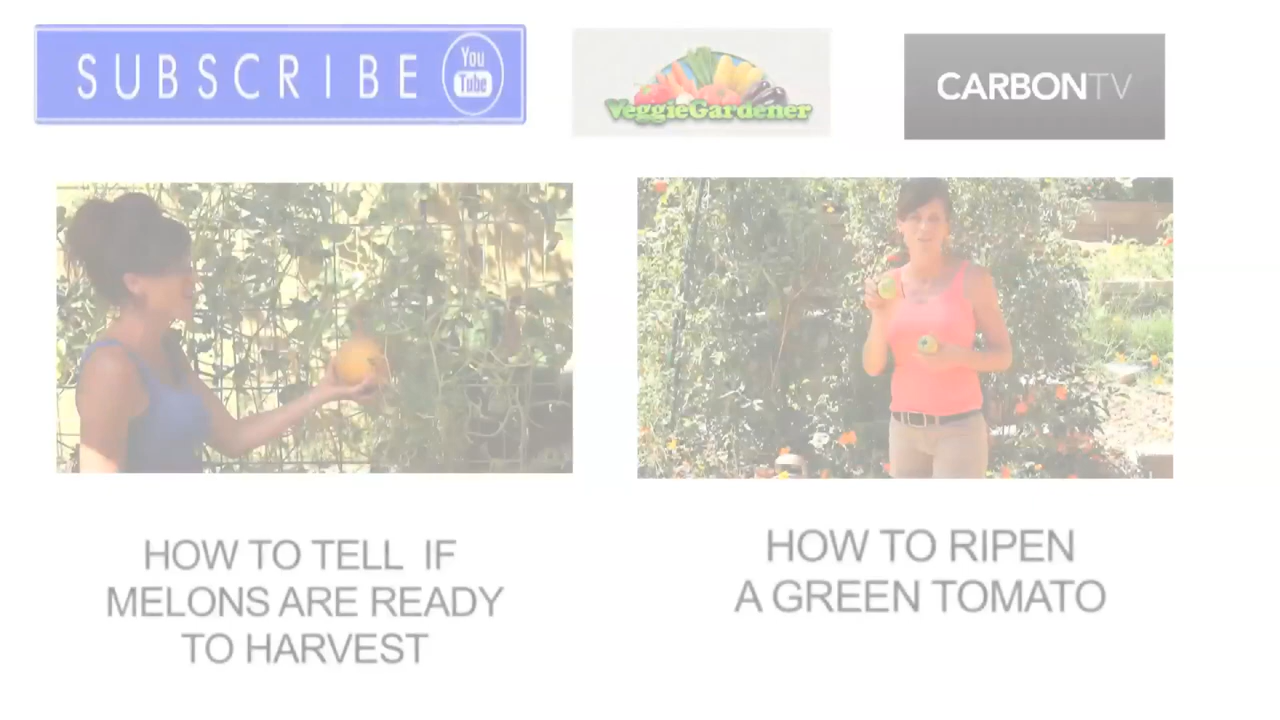 SUBSCRIBE
You
Tube
VeggieGardener
CARBONTV
HOW TO TELL IF
MELONS ARE READY
TO HARVEST
HOW TO RIPEN
A GREEN TOMATO